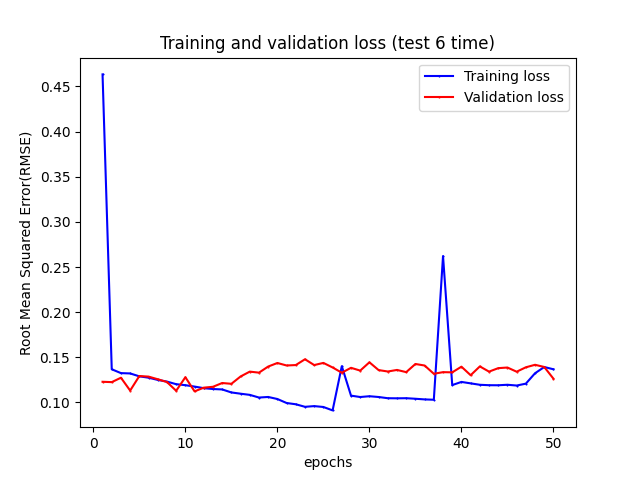 Training and validation loss (test 6 time)
Training loss
Validation loss
Root Mean Squared Error(RMSE)
0.45
0.40
0.35
0.30
0.25
0.20
0.15
0.10
0 10 20 30 40 50
epochs